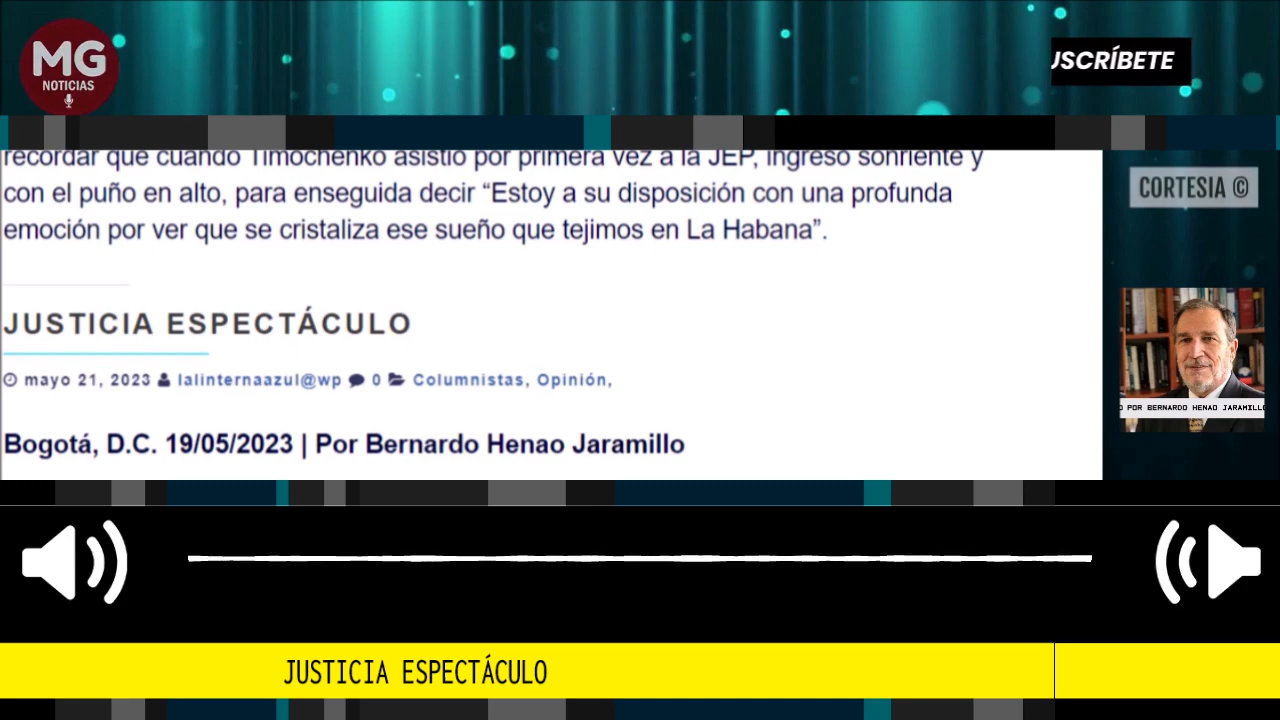 MG
NOTICIAS
USCRÍBETE
recordar que cuando Timochenko asistió por primera vez a la JEP, ingresó sonriente y
con el puño en alto, para enseguida decir “Estoy a su disposición con una profunda
emoción por ver que se cristaliza ese sueño que tejimos en La Habana”.
CORTESIA ©
JUSTICIA ESPECTÁCULO
mayo 21, 2023 lalinternaazul@wp 0 Columnistas, Opinión,
O POR BERNARDO HENAO JARAMILLO
Bogotá, D.C. 19/05/2023 | Por Bernardo Henao Jaramillo
JUSTICIA ESPECTÁCULO